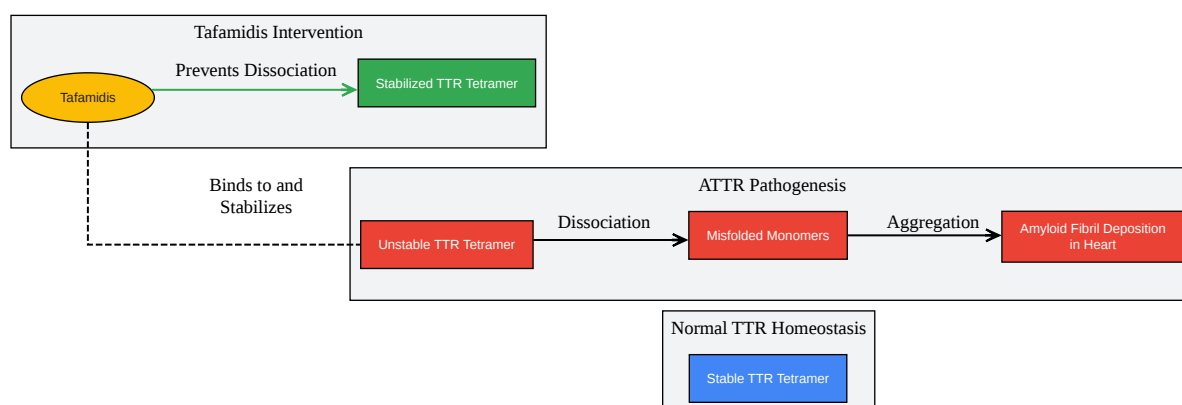 Tafamidis Intervention
Prevents Dissociation
Tafamidis
Stabilized TTR Tetramer
Binds to and
Stabilizes
ATTR Pathogenesis
Unstable TTR Tetramer
Dissociation
Misfolded Monomers
Aggregation
Amyloid Fibril Deposition
in Heart
Normal TTR Homeostasis
Stable TTR Tetramer